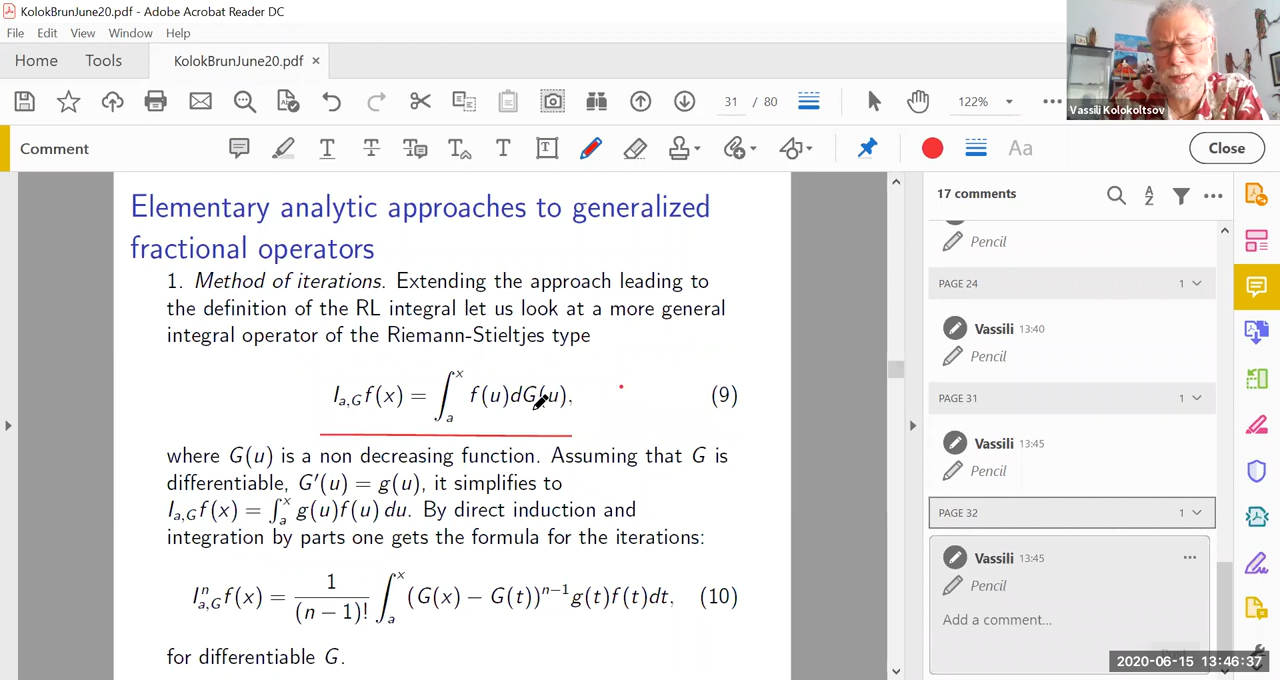 KolokBrunJune20.pdf - Adobe Acrobat Reader DC
File Edit View Window Help
Home Tools KolokBrunJune20.pdf ×
31 / 80 122%
Vassili Kolokoltsov
Comment
Aa
Close
17 comments
Elementary analytic approaches to generalized
fractional operators
1. Method of iterations. Extending the approach leading to
the definition of the RL integral let us look at a more general
integral operator of the Riemann-Stieltjes type
I_{a,G}f(x) = ∫_a^x f(u)dG(u), (9)
where G(u) is a non decreasing function. Assuming that G is
differentiable, G′(u) = g(u), it simplifies to
I_{a,G}f(x) = ∫_a^x g(u)f(u) du. By direct induction and
integration by parts one gets the formula for the iterations:
I^n_{a,G}f(x) = \frac{1}{(n − 1)!} ∫_a^x (G(x) − G(t))^{n−1}g(t)f(t)dt, (10)
for differentiable G.
Pencil
PAGE 24 1
Vassili 13:40
Pencil
PAGE 31 1
Vassili 13:45
Pencil
PAGE 32 1
Vassili 13:45
Pencil
Add a comment...
2020-06-15 13:46:37